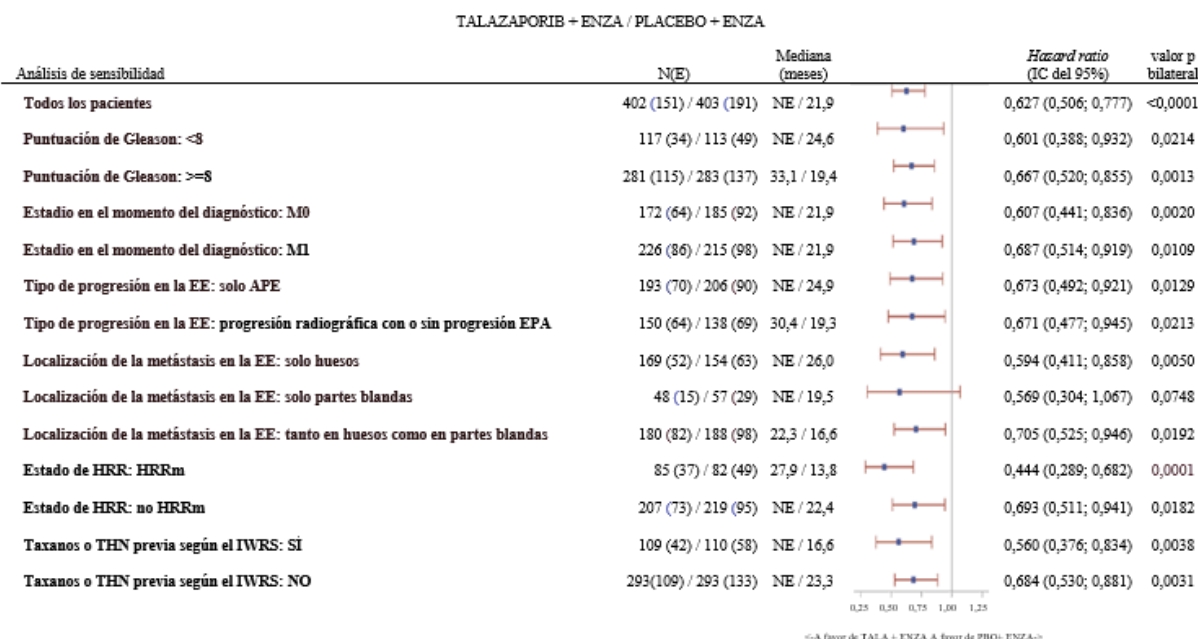 TALAZAPORIB + ENZA / PLACEBO + ENZA
Análisis de sensibilidad N(E) Mediana (meses) Hazard ratio (IC del 95%) valor p bilateral
Todos los pacientes 402 (151) / 403 (191) NE / 21,9 0,627 (0,506; 0,777) <0,0001
Puntuación de Gleason: <8 117 (34) / 113 (49) NE / 24,6 0,601 (0,388; 0,932) 0,0214
Puntuación de Gleason: >=8 281 (115) / 283 (137) 33,1 / 19,4 0,667 (0,520; 0,855) 0,0013
Estadio en el momento del diagnóstico: M0 172 (64) / 185 (92) NE / 21,9 0,607 (0,441; 0,836) 0,0020
Estadio en el momento del diagnóstico: M1 226 (86) / 215 (98) NE / 21,9 0,687 (0,514; 0,919) 0,0109
Tipo de progresión en la EE: solo APE 193 (70) / 206 (90) NE / 24,9 0,673 (0,492; 0,921) 0,0129
Tipo de progresión en la EE: progresión radiográfica con o sin progresión EPA 150 (64) / 138 (69) 30,4 / 19,3 0,671 (0,477; 0,945) 0,0213
Localización de la metástasis en la EE: solo huesos 169 (52) / 154 (63) NE / 26,0 0,594 (0,411; 0,858) 0,0050
Localización de la metástasis en la EE: solo partes blandas 48 (15) / 57 (29) NE / 19,5 0,569 (0,304; 1,067) 0,0748
Localización de la metástasis en la EE: tanto en huesos como en partes blandas 180 (82) / 188 (98) 22,3 / 16,6 0,705 (0,525; 0,946) 0,0192
Estado de HRR: HRRm 85 (37) / 82 (49) 27,9 / 13,8 0,444 (0,289; 0,682) 0,0001
Estado de HRR: no HRRm 207 (73) / 219 (95) NE / 22,4 0,693 (0,511; 0,941) 0,0182
Taxanos o THN previa según el IWRS: SÍ 109 (42) / 110 (58) NE / 16,6 0,560 (0,376; 0,834) 0,0038
Taxanos o THN previa según el IWRS: NO 293(109) / 293 (133) NE / 23,3 0,684 (0,530; 0,881) 0,0031
0,25 0,50 0,75 1,00 1,25
<-A favor de TALA + ENZA A favor de PBO+ ENZA->